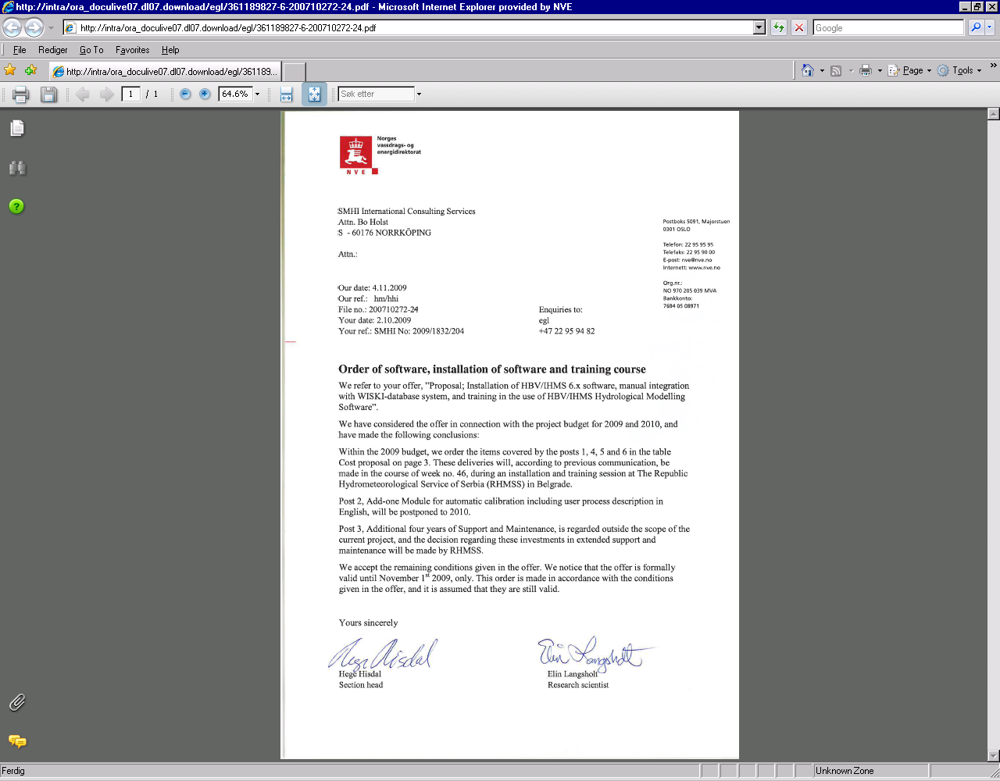 http://intra/ora_doculive07.dl07.download/egl/361189827-6-200710272-24.pdf - Microsoft Internet Explorer provided by NVE
http://intra/ora_doculive07.dl07.download/egl/361189827-6-200710272-24.pdf
Google
File Rediger Go To Favorites Help
http://intra/ora_doculive07.dl07.download/egl/361189...
Page Tools »
1 / 1 64.6% Søk etter
Norges
vassdrags- og
energidirektorat
NVE
SMHI International Consulting Services
Attn. Bo Holst
S - 60176 NORRKÖPING
Attn.:
Postboks 5091, Majorstuen
0301 OSLO
Telefon: 22 95 95 95
Telefaks: 22 95 90 00
E-post: nve@nve.no
Internett: www.nve.no
Org.nr.:
NO 970 205 039 MVA
Bankkonto:
7694 05 08971
Our date: 4.11.2009
Our ref.: hm/hhi
File no.: 200710272-24
Your date: 2.10.2009
Your ref.: SMHI No: 2009/1832/204
Enquiries to:
egl
+47 22 95 94 82
Order of software, installation of software and training course
We refer to your offer, ”Proposal; Installation of HBV/IHMS 6.x software, manual integration
with WISKI-database system, and training in the use of HBV/IHMS Hydrological Modelling
Software”.
We have considered the offer in connection with the project budget for 2009 and 2010, and
have made the following conclusions:
Within the 2009 budget, we order the items covered by the posts 1, 4, 5 and 6 in the table
Cost proposal on page 3. These deliveries will, according to previous communication, be
made in the course of week no. 46, during an installation and training session at The Republic
Hydrometeorological Service of Serbia (RHMSS) in Belgrade.
Post 2, Add-one Module for automatic calibration including user process description in
English, will be postponed to 2010.
Post 3, Additional four years of Support and Maintenance, is regarded outside the scope of the
current project, and the decision regarding these investments in extended support and
maintenance will be made by RHMSS.
We accept the remaining conditions given in the offer. We notice that the offer is formally
valid until November 1st 2009, only. This order is made in accordance with the conditions
given in the offer, and it is assumed that they are still valid.
Yours sincerely
Hege Hisdal
Elin Langsholdt
Hege Hisdal
Section head
Elin Langsholt
Research scientist
Ferdig
Unknown Zone